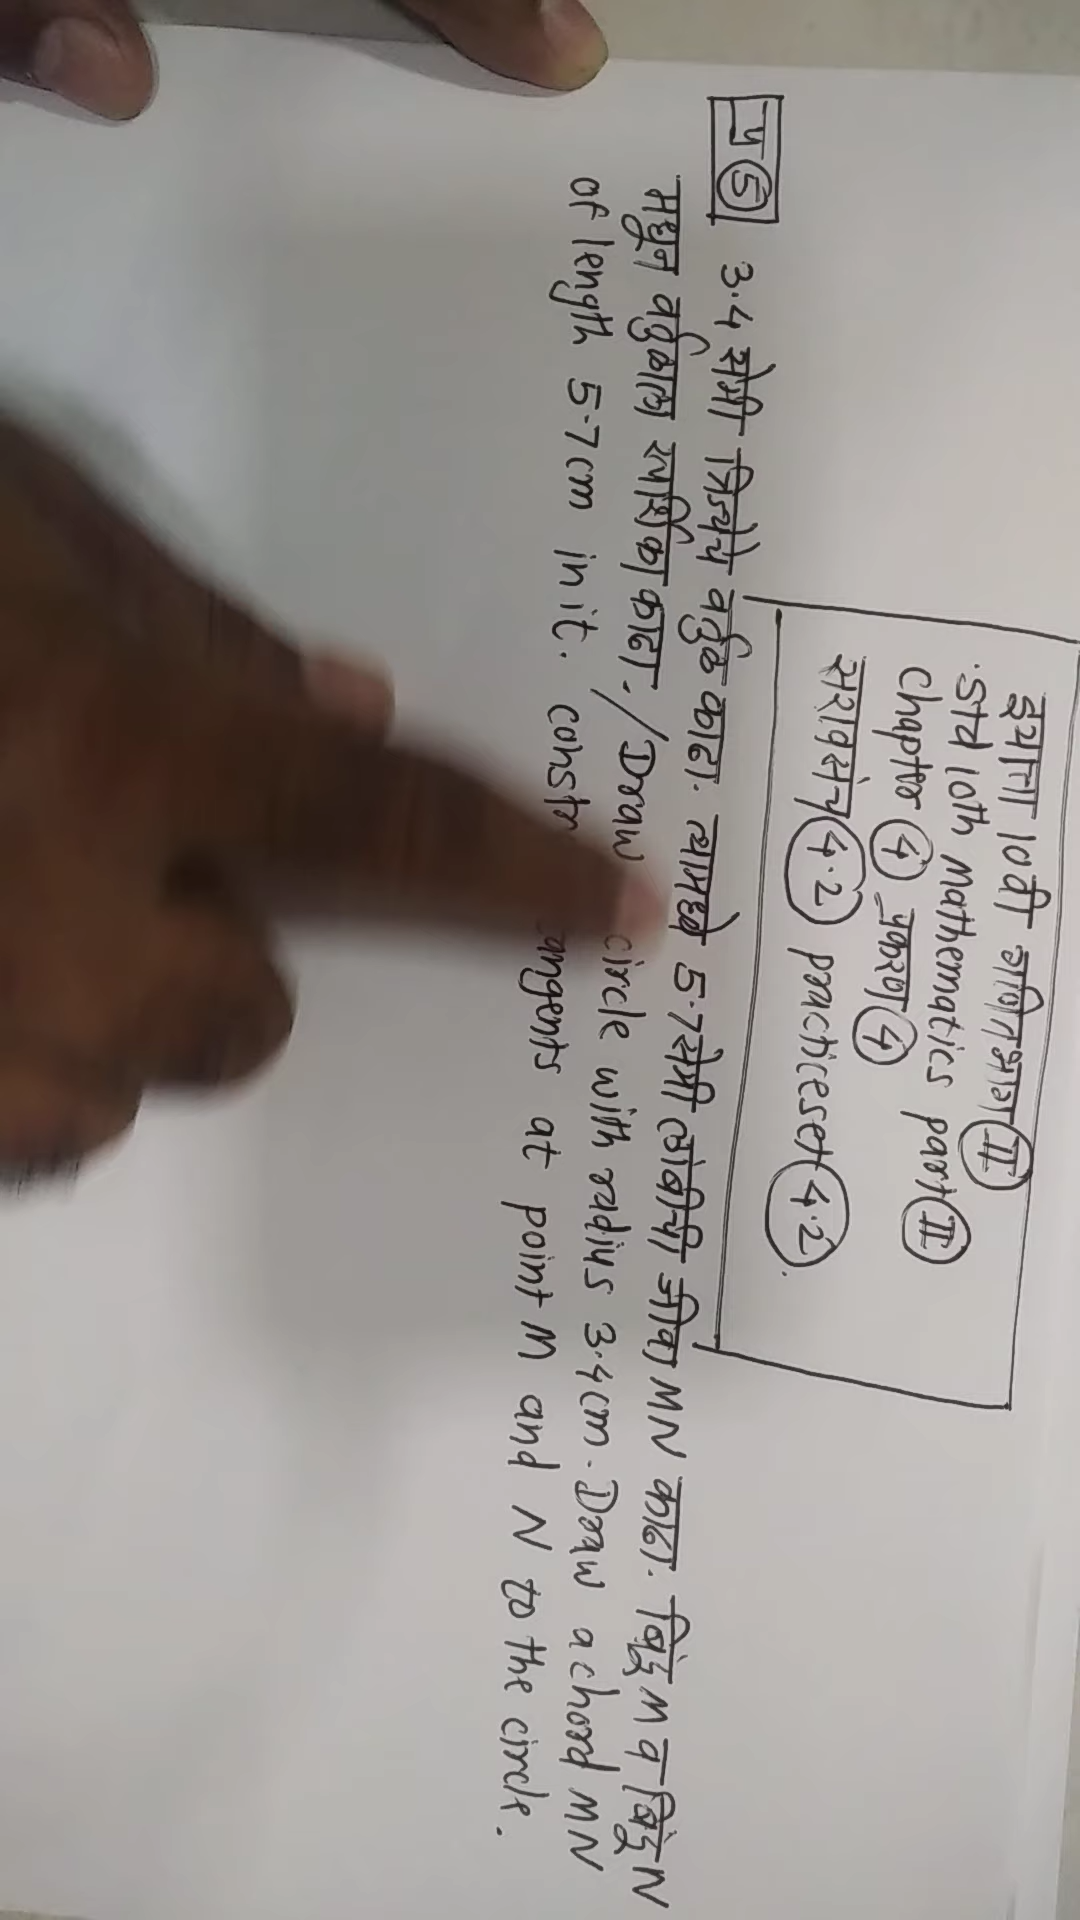 इयत्ता 10वी गणित भाग II
std 10th mathematics part II
chapter 4 प्रकरण 4
सरावसंच 4.2 practiceset 4.2.
प्र 5 3.4 सेमी त्रिज्येचे वर्तुळ काढा. त्यामध्ये 5.7 सेमी लांबीची जीवा MN काढा. बिंदू M व बिंदू N
मधून वर्तुळाला स्पर्शिका काढा. / Draw circle with radius 3.4 cm. Draw a chord MN
of length 5.7 cm in it. at point M and N to the circle.